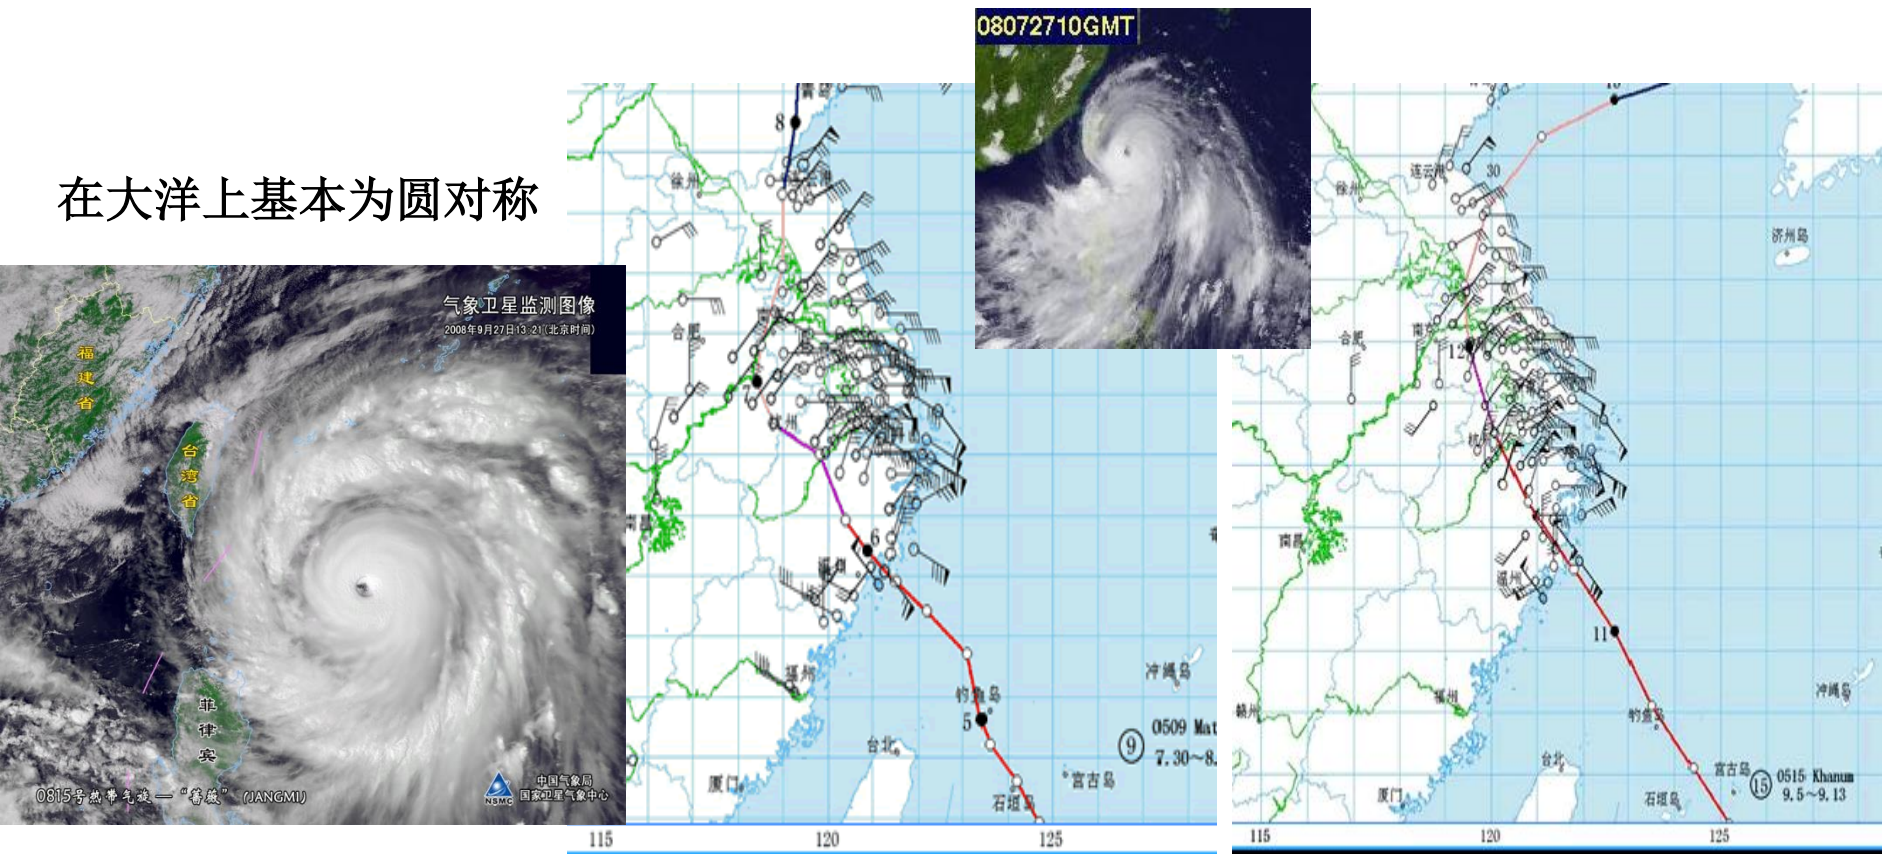 在大洋上基本为圆对称
气象卫星监测图像
2008年9月27日13:21(北京时间)
福建省
台湾省
菲律宾
0815号热带气旋 — “蔷薇” (JANGMI)
NSMC
中国气象局
国家卫星气象中心
青岛
8
徐州
合肥
杭州
南昌
6
温州
福州
钓鱼岛
5
冲绳岛
台北
厦门
宫古岛
石垣岛
9
0509 Mat
7.30~8.
115
120
125
08072710GMT
连云港
30
徐州
济州岛
合肥
南京
12
南昌
温州
11
赣州
福州
钓鱼岛
冲绳岛
台北
厦门
宫古岛
石垣岛
15
0515 Khanun
9.5~9.13
115
120
125